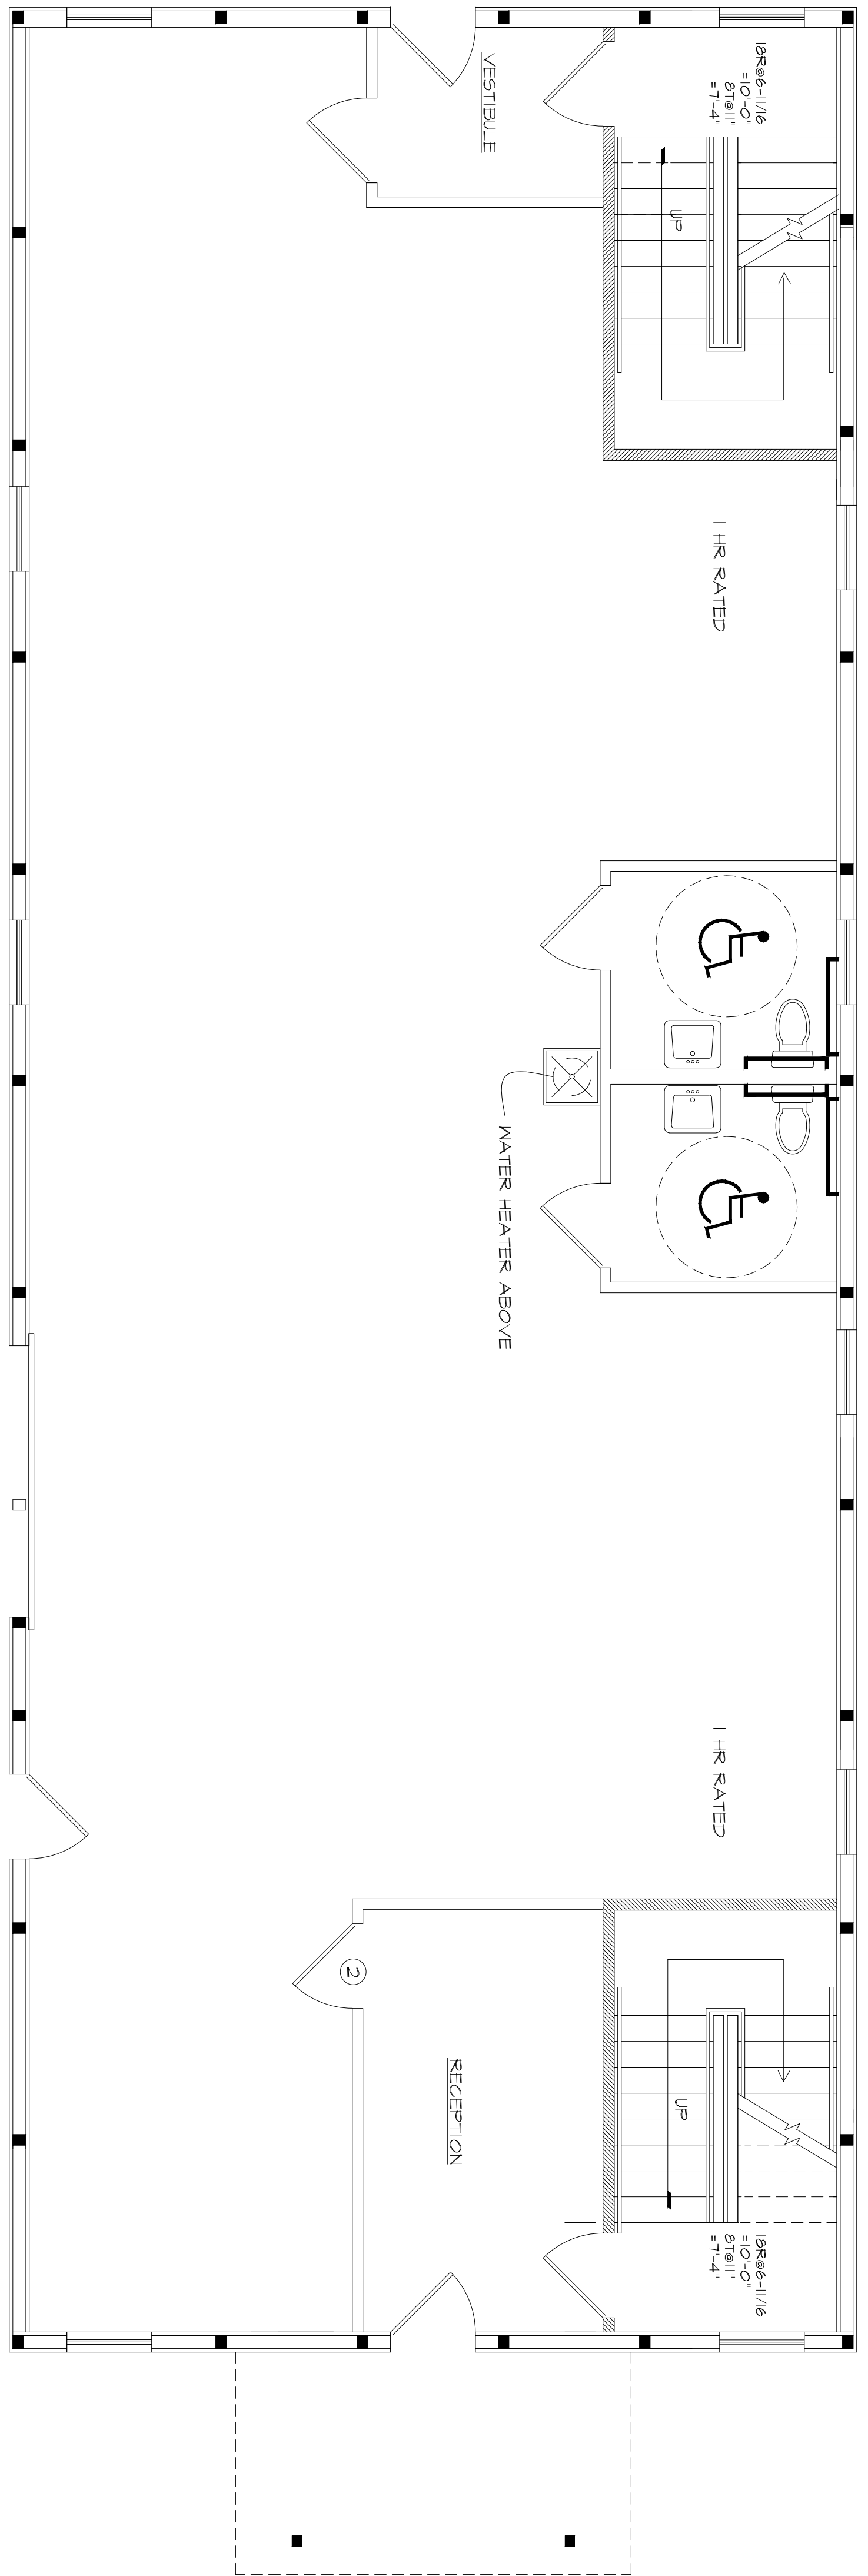 VESTIBULE
18R@6-11/16
=10'-0"
8T@11"
=7'-4"
UP
1 HR RATED
WATER HEATER ABOVE
1 HR RATED
2
RECEPTION
UP
18R@6-11/16
=10'-0"
8T@11"
=7'-4"